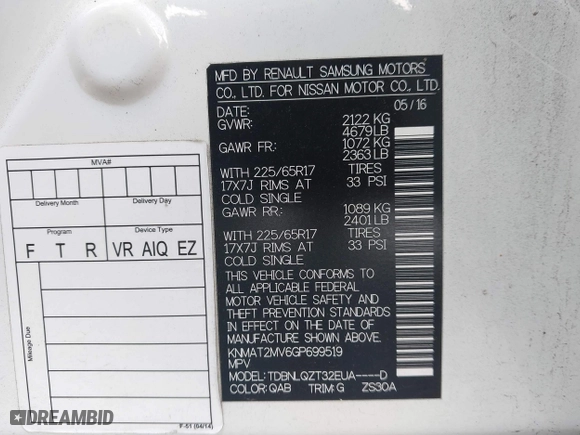 MFD BY RENAULT SAMSUNG MOTORS
CO., LTD. FOR NISSAN MOTOR CO., LTD.
DATE: 05/16
GVWR: 2122 KG
4679 LB
GAWR FR: 1072 KG
2363 LB
WITH 225/65R17 TIRES
17X7J RIMS AT 33 PSI
COLD SINGLE
GAWR RR: 1089 KG
2401 LB
WITH 225/65R17 TIRES
17X7J RIMS AT 33 PSI
COLD SINGLE
THIS VEHICLE CONFORMS TO
ALL APPLICABLE FEDERAL
MOTOR VEHICLE SAFETY AND
THEFT PREVENTION STANDARDS
IN EFFECT ON THE DATE OF
MANUFACTURE SHOWN ABOVE.
KNMAT2MV6GP699519
MPV
MODEL: TDBNLQZT32EUA----D
COLOR: QAB TRIM: G ZS30A
MVA#
Delivery Month Delivery Day
Program Device Type
F T R VR AIQ EZ
Mileage Due
F-51 (04/14)
DREAMBID